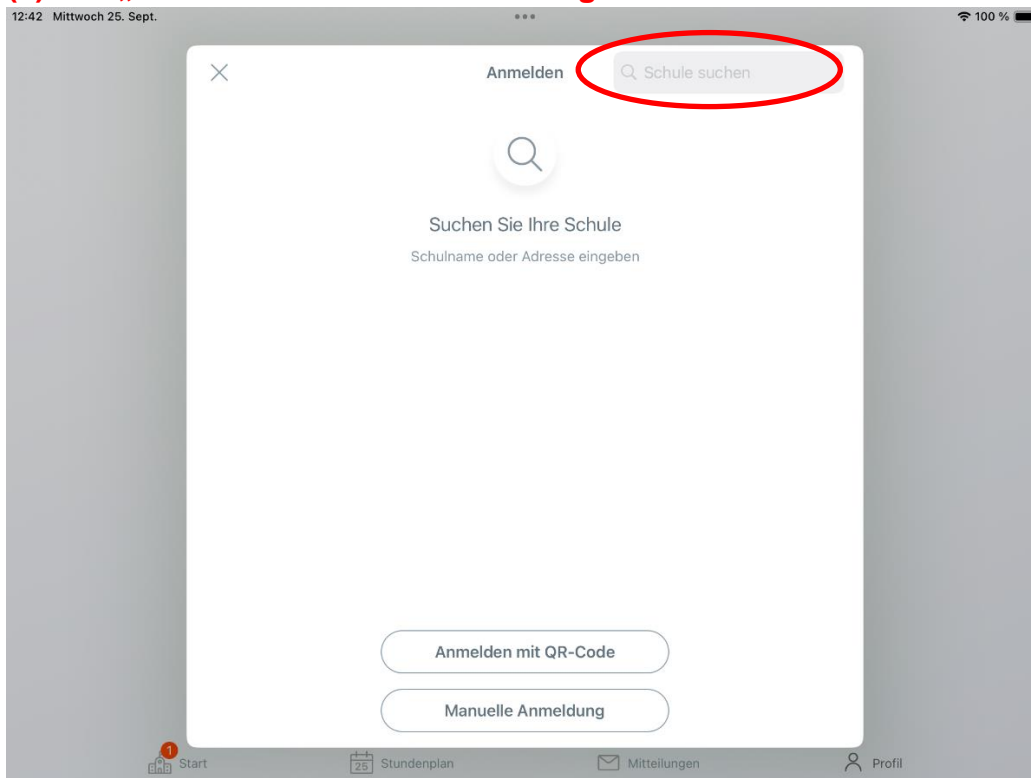 12:42 Mittwoch 25. Sept.
100 %
Anmelden
Schule suchen
Suchen Sie Ihre Schule
Schulname oder Adresse eingeben
Anmelden mit QR-Code
Manuelle Anmeldung
1
Start
25
Stundenplan
Mitteilungen
Profil